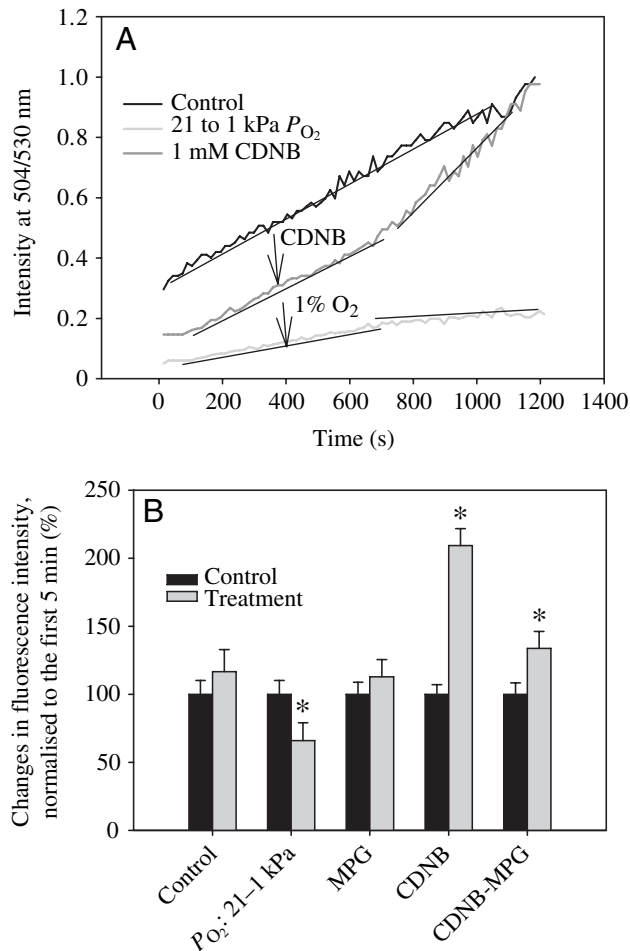 A
1.2
1.0
0.8
0.6
0.4
0.2
0
Intensity at 504/530 nm
Control
21 to 1 kPa PO2
1 mM CDNB
CDNB
1% O2
0 200 400 600 800 1000 1200 1400
Time (s)
B
250
200
150
100
50
0
Changes in fluorescence intensity,
normalised to the first 5 min (%)
Control
Treatment
*
*
*
Control
PO2: 21–1 kPa
MPG
CDNB
CDNB-MPG